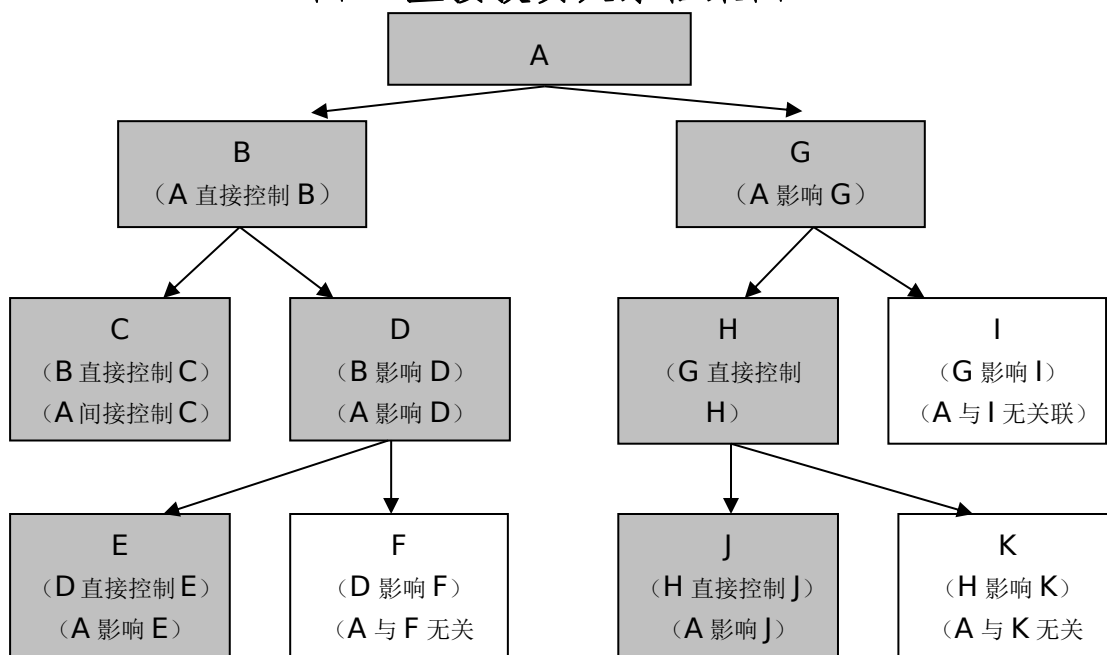 A
B
（A 直接控制 B）
G
（A 影响 G）
C
（B 直接控制 C）
（A 间接控制 C）
D
（B 影响 D）
（A 影响 D）
H
（G 直接控制
H）
I
（G 影响 I）
（A 与 I 无关联）
E
（D 直接控制 E）
（A 影响 E）
F
（D 影响 F）
（A 与 F 无关
J
（H 直接控制 J）
（A 影响 J）
K
（H 影响 K）
（A 与 K 无关